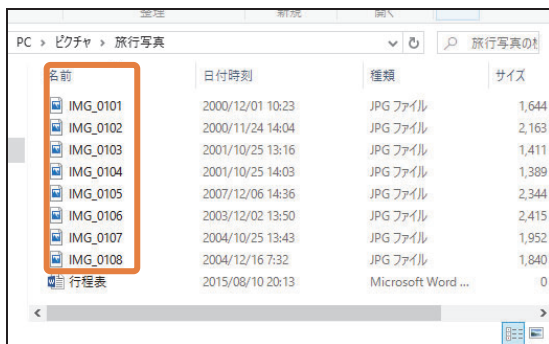 整理 新規 開く
PC › ピクチャ › 旅行写真 旅行写真の検
名前 日付時刻 種類 サイズ
IMG_0101 2000/12/01 10:23 JPG ファイル 1,644
IMG_0102 2000/11/24 14:04 JPG ファイル 2,163
IMG_0103 2001/10/25 13:16 JPG ファイル 1,411
IMG_0104 2001/10/25 14:03 JPG ファイル 1,389
IMG_0105 2007/12/06 14:36 JPG ファイル 2,344
IMG_0106 2003/12/02 13:50 JPG ファイル 2,415
IMG_0107 2004/10/25 13:43 JPG ファイル 1,952
IMG_0108 2004/12/16 7:32 JPG ファイル 1,840
行程表 2015/08/10 20:13 Microsoft Word ... 0